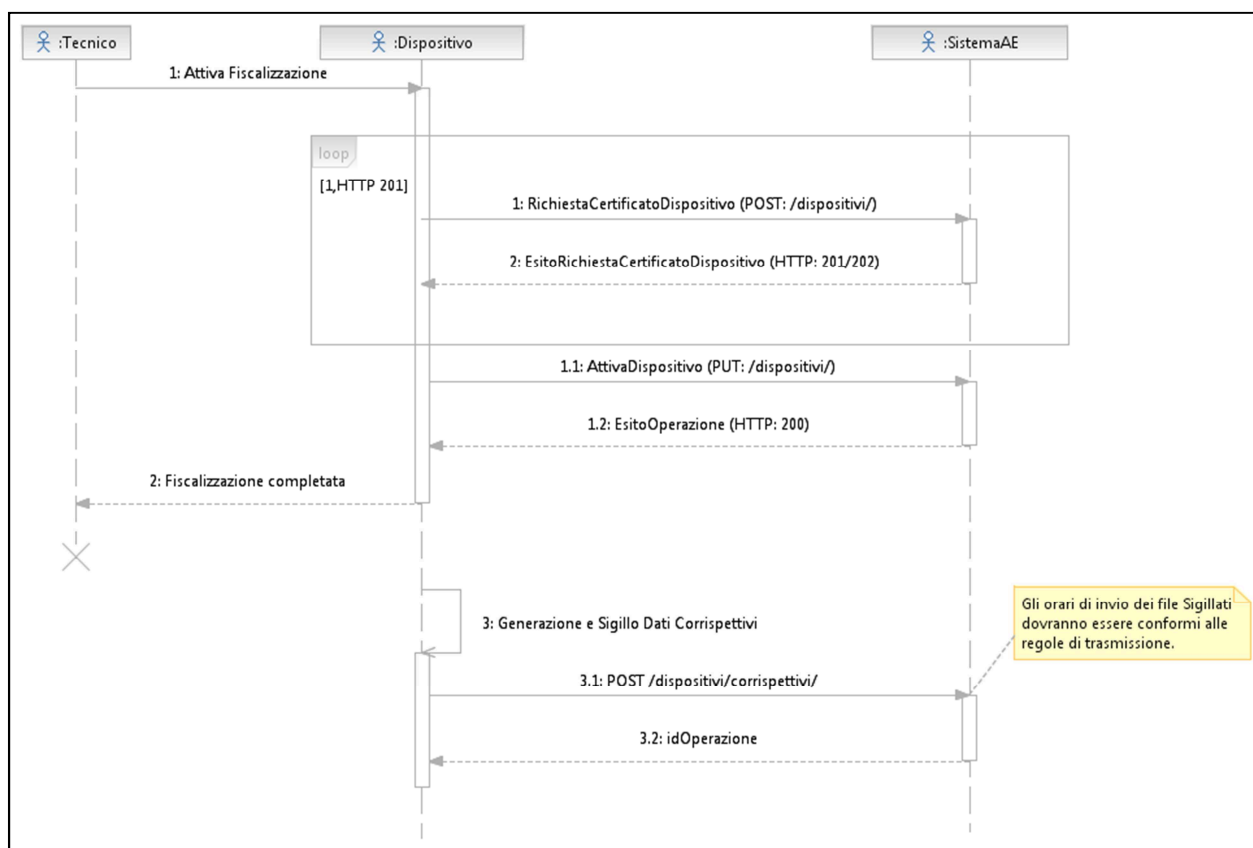 :Tecnico
:Dispositivo
:SistemaAE
1: Attiva Fiscalizzazione
loop
[1,HTTP 201]
1: RichiestaCertificatoDispositivo (POST: /dispositivi/)
2: EsitoRichiestaCertificatoDispositivo (HTTP: 201/202)
1.1: AttivaDispositivo (PUT: /dispositivi/)
1.2: EsitoOperazione (HTTP: 200)
2: Fiscalizzazione completata
3: Generazione e Sigillo Dati Corrispettivi
Gli orari di invio dei file Sigillati
dovranno essere conformi alle
regole di trasmissione.
3.1: POST /dispositivi/corrispettivi/
3.2: idOperazione